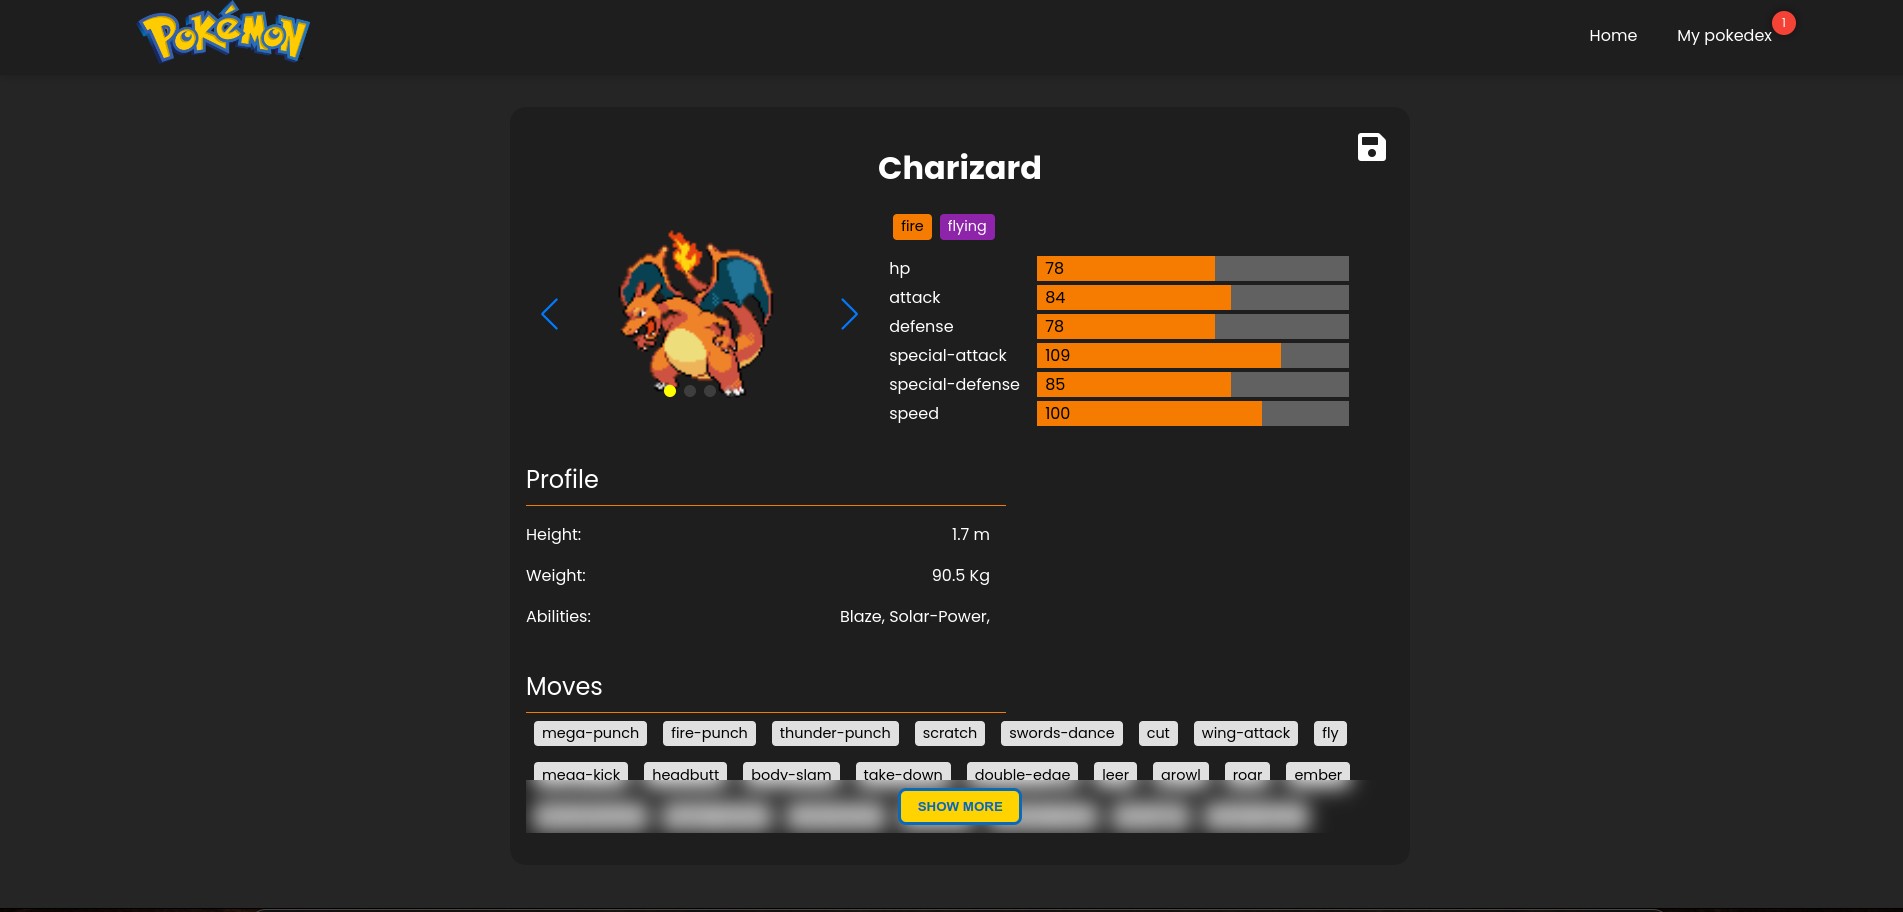 POKéMON
Home My pokedex 1
Charizard
fire flying
hp 78
attack 84
defense 78
special-attack 109
special-defense 85
speed 100
Profile
Height: 1.7 m
Weight: 90.5 Kg
Abilities: Blaze, Solar-Power,
Moves
mega-punch fire-punch thunder-punch scratch swords-dance cut wing-attack fly
mega-kick headbutt body-slam take-down double-edge leer growl roar ember
SHOW MORE